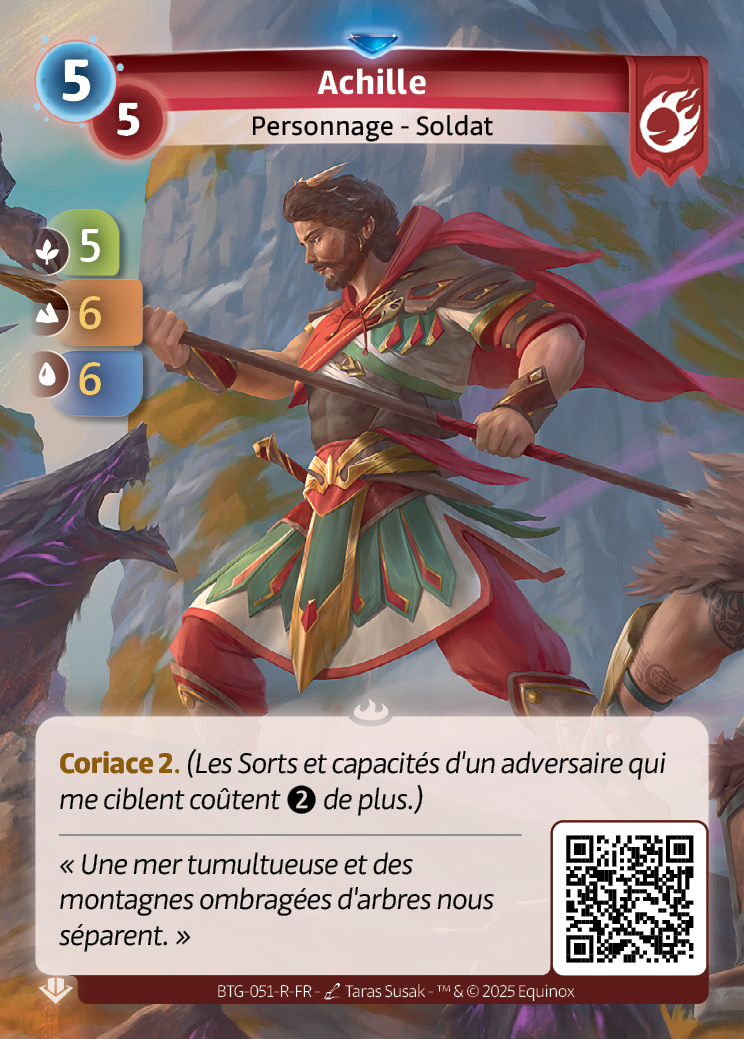 5
Achille
5
Personnage - Soldat
5
6
6
Coriace 2. (Les Sorts et capacités d'un adversaire qui
me ciblent coûtent 2 de plus.)
« Une mer tumultueuse et des
montagnes ombragées d'arbres nous
séparent. »
BTG-051-R-FR - Taras Susak - ™ & © 2025 Equinox